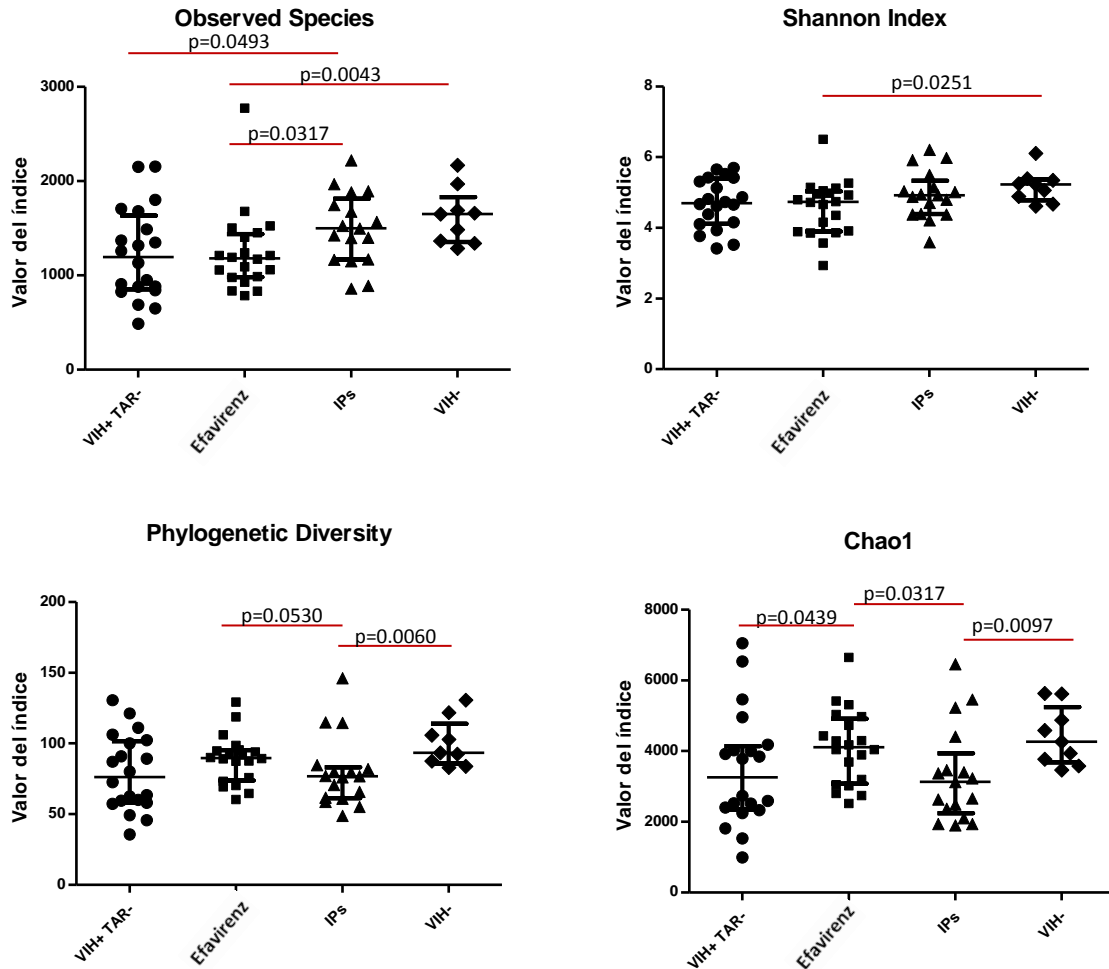 Observed Species
p=0.0493
p=0.0043
p=0.0317
Valor del índice
3000
2000
1000
0
VIH+ TAR-
Efavirenz
IPs
VIH-
Shannon Index
p=0.0251
Valor del índice
8
6
4
2
0
VIH+ TAR-
Efavirenz
IPs
VIH-
Phylogenetic Diversity
p=0.0530
p=0.0060
Valor del índice
200
150
100
50
0
VIH+ TAR-
Efavirenz
IPs
VIH-
Chao1
p=0.0317
p=0.0439
p=0.0097
Valor del índice
8000
6000
4000
2000
0
VIH+ TAR-
Efavirenz
IPs
VIH-